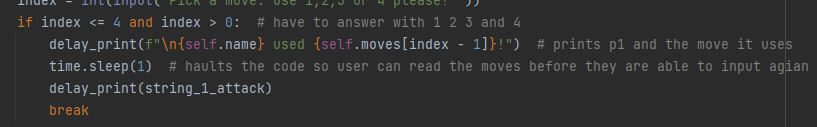 index = int(input("Pick a move: Use 1,2,3 or 4 please! "))
if index <= 4 and index > 0:  # have to answer with 1 2 3 and 4
delay_print(f"\n{self.name} used {self.moves[index - 1]}!")  # prints p1 and the move it uses
time.sleep(1)  # haults the code so user can read the moves before they are able to input agian
delay_print(string_1_attack)
break